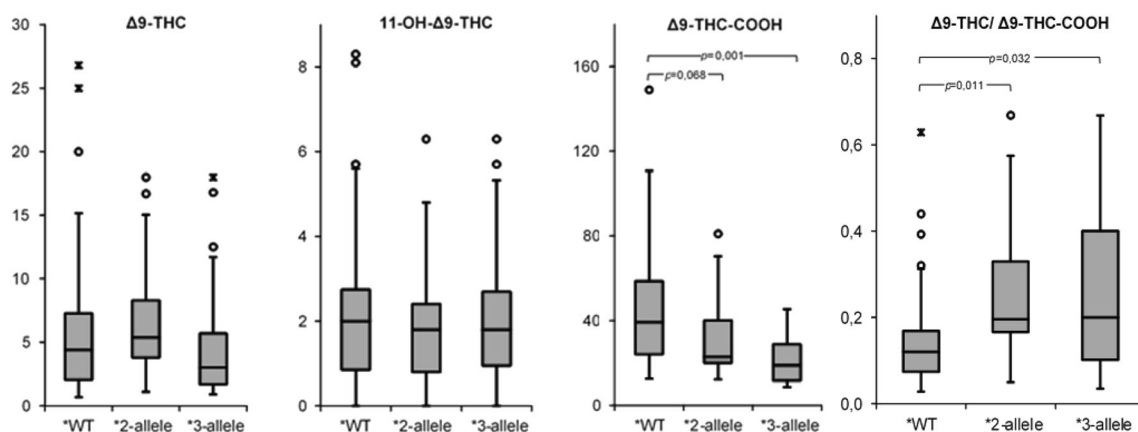 Δ9-THC
30
25
20
15
10
5
0
*WT *2-allele *3-allele
11-OH-Δ9-THC
8
6
4
2
0
*WT *2-allele *3-allele
Δ9-THC-COOH
160
120
80
40
0
p=0,001
p=0,068
*WT *2-allele *3-allele
Δ9-THC/ Δ9-THC-COOH
0,8
0,6
0,4
0,2
0,0
p=0,032
p=0,011
*WT *2-allele *3-allele